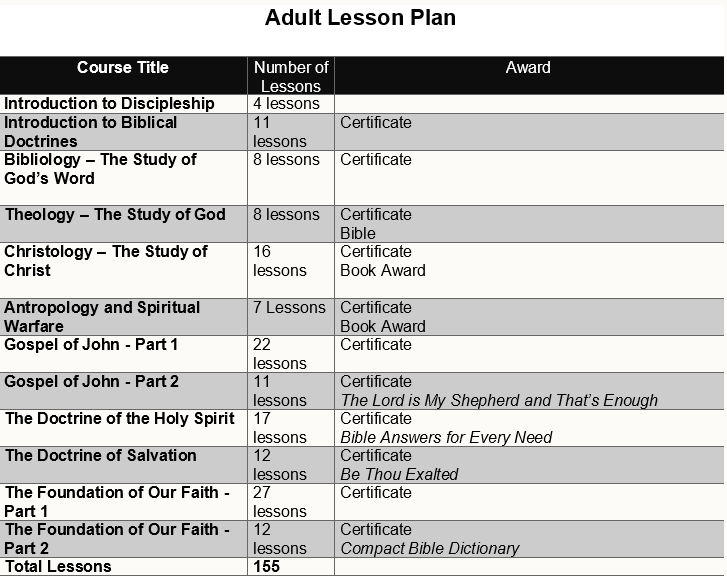 Adult Lesson Plan
Course Title Number of Lessons Award
Introduction to Discipleship 4 lessons
Introduction to Biblical Doctrines 11 lessons Certificate
Bibliology – The Study of God's Word 8 lessons Certificate
Theology – The Study of God 8 lessons Certificate Bible
Christology – The Study of Christ 16 lessons Certificate Book Award
Antropology and Spiritual Warfare 7 Lessons Certificate Book Award
Gospel of John - Part 1 22 lessons Certificate
Gospel of John - Part 2 11 lessons Certificate The Lord is My Shepherd and That's Enough
The Doctrine of the Holy Spirit 17 lessons Certificate Bible Answers for Every Need
The Doctrine of Salvation 12 lessons Certificate Be Thou Exalted
The Foundation of Our Faith - Part 1 27 lessons Certificate
The Foundation of Our Faith - Part 2 12 lessons Certificate Compact Bible Dictionary
Total Lessons 155